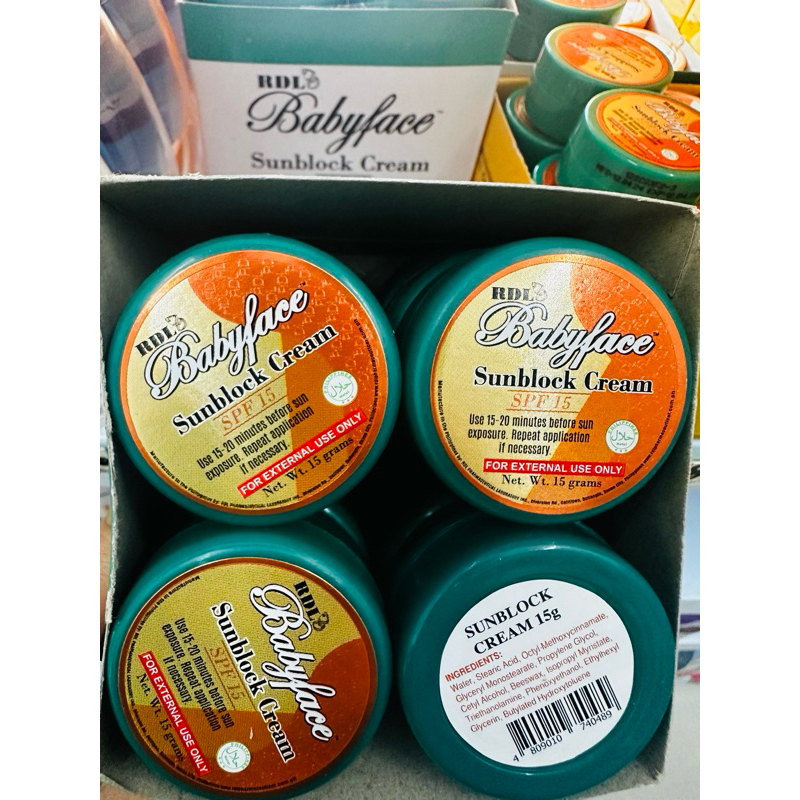 RDL
Babyface™
Sunblock Cream
RDL
Babyface™
Sunblock Cream
SPF 15
Use 15-20 minutes before sun
exposure. Repeat application
if necessary.
FOR EXTERNAL USE ONLY
Net. Wt. 15 grams
RDL
Babyface™
Sunblock Cream
SPF 15
Use 15-20 minutes before sun
exposure. Repeat application
if necessary.
FOR EXTERNAL USE ONLY
Net. Wt. 15 grams
RDL
Babyface™
Sunblock Cream
SPF 15
Use 15-20 minutes before sun
exposure. Repeat application
if necessary.
FOR EXTERNAL USE ONLY
Net. Wt. 15 grams
SUNBLOCK
CREAM 15g
INGREDIENTS:
Water, Stearic Acid, Octyl-Methoxycinnamate,
Glyceryl Monostearate, Propylene Glycol,
Cetyl Alcohol, Beeswax, Isopropyl Myristate,
Triethanolamine, Phenoxyethanol, Ethylhexyl
Glycerin, Butylated Hydroxytoluene
4 809010 740489